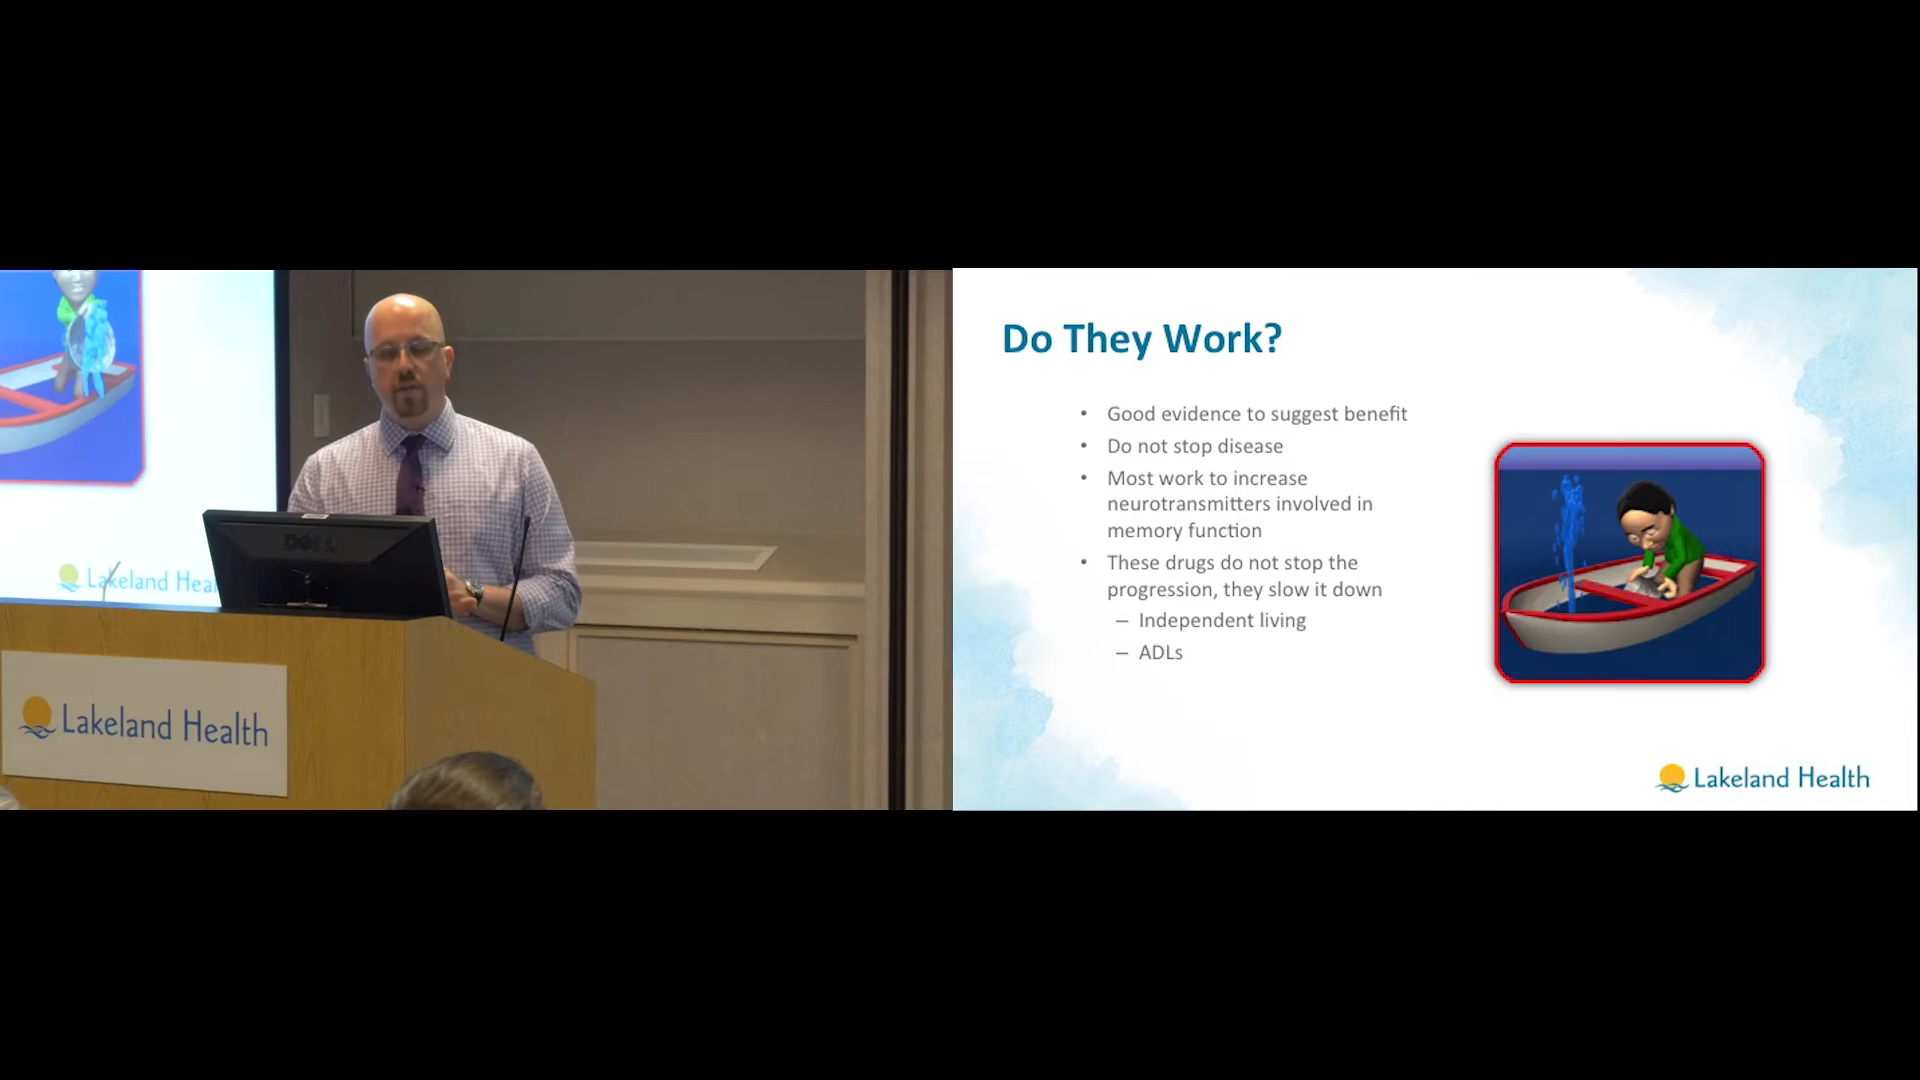 DELL
Lakeland Hea
Lakeland Health
Do They Work?
• Good evidence to suggest benefit
• Do not stop disease
• Most work to increase
neurotransmitters involved in
memory function
• These drugs do not stop the
progression, they slow it down
– Independent living
– ADLs
Lakeland Health